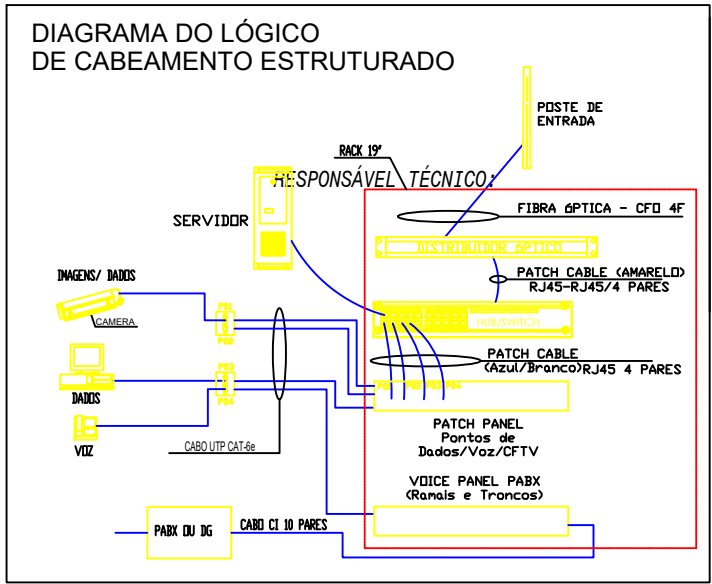 DIAGRAMA DO LÓGICO
DE CABEAMENTO ESTRUTURADO
POSTE DE
ENTRADA
RACK 19"
RESPONSÁVEL TÉCNICO:
FIBRA ÓPTICA - CFO 4F
SERVIDOR
DISTRIBUIDOR ÓPTICO
PATCH CABLE (AMARELO)
RJ45-RJ45/4 PARES
IMAGENS/ DADOS
CAMERA
P01
P02
HUB/SWITCH
PATCH CABLE
(Azul/Branco)RJ45 4 PARES
P03
P04
P01 P02 P03 P04
DADOS
PATCH PANEL
Pontos de
Dados/Voz/CFTV
VOZ
CABO UTP CAT-6e
VOICE PANEL PABX
(Ramais e Troncos)
PABX OU DG
CABO CI 10 PARES